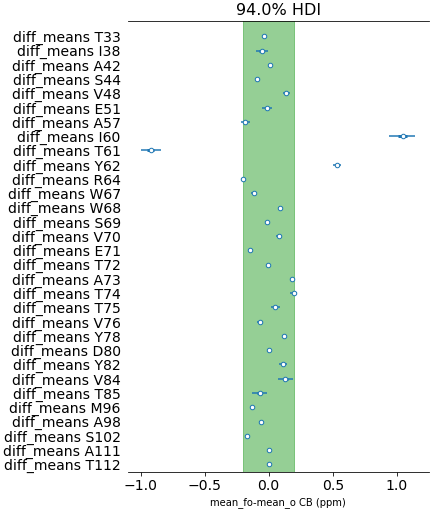 94.0% HDI
diff_means T33
diff_means I38
diff_means A42
diff_means S44
diff_means V48
diff_means E51
diff_means A57
diff_means I60
diff_means T61
diff_means Y62
diff_means R64
diff_means W67
diff_means W68
diff_means S69
diff_means V70
diff_means E71
diff_means T72
diff_means A73
diff_means T74
diff_means T75
diff_means V76
diff_means Y78
diff_means D80
diff_means Y82
diff_means V84
diff_means T85
diff_means M96
diff_means A98
diff_means S102
diff_means A111
diff_means T112
−1.0 −0.5 0.0 0.5 1.0
mean_fo-mean_o CB (ppm)